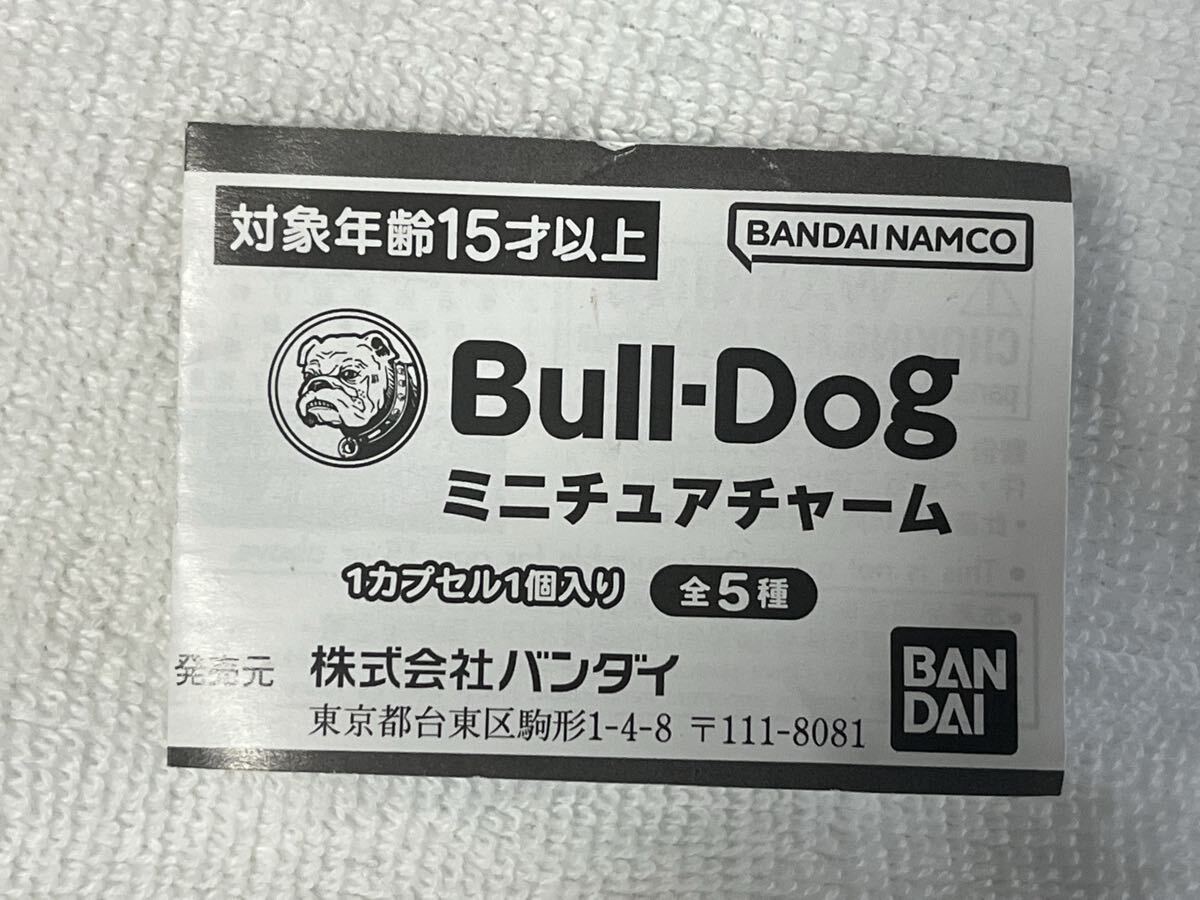 対象年齢15才以上
BANDAI NAMCO
Bull-Dog
ミニチュアチャーム
1カプセル1個入り 全5種
発売元 株式会社バンダイ
東京都台東区駒形1-4-8 〒111-8081
BAN
DAI